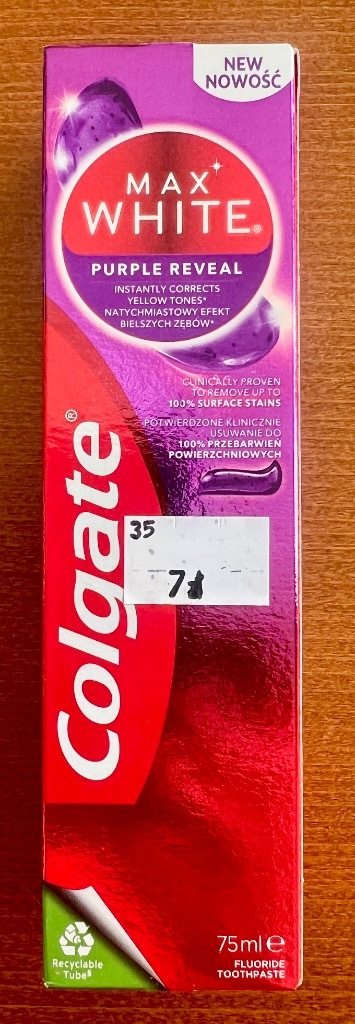 NEW
NOWOŚĆ
MAX
WHITE®
PURPLE REVEAL
INSTANTLY CORRECTS
YELLOW TONES*
NATYCHMIASTOWY EFEKT
BIELSZYCH ZĘBÓW*
CLINICALLY PROVEN
TO REMOVE UP TO
100% SURFACE STAINS
POTWIERDZONE KLINICZNIE
USUWANIE DO
100% PRZEBARWIEŃ
POWIERZCHNIOWYCH
Colgate®
35
7zł
Recyclable
Tube§
75ml ℮
FLUORIDE
TOOTHPASTE